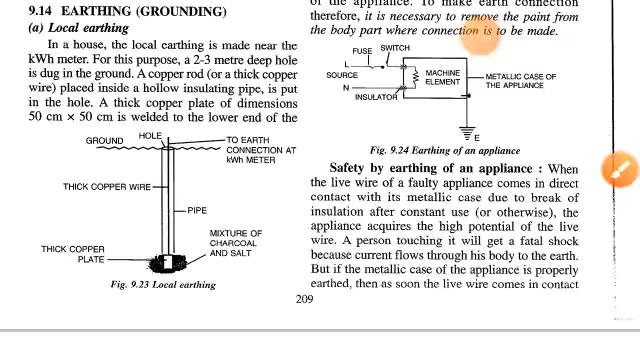 9.14 EARTHING (GROUNDING)
(a) Local earthing
In a house, the local earthing is made near the
kWh meter. For this purpose, a 2-3 metre deep hole
is dug in the ground. A copper rod (or a thick copper
wire) placed inside a hollow insulating pipe, is put
in the hole. A thick copper plate of dimensions
50 cm × 50 cm is welded to the lower end of the
GROUND
HOLE
TO EARTH
CONNECTION AT
kWh METER
THICK COPPER WIRE
PIPE
MIXTURE OF
CHARCOAL
AND SALT
THICK COPPER
PLATE
Fig. 9.23 Local earthing
of the appliance. To make earth connection
therefore, it is necessary to remove the paint from
the body part where connection is to be made.
FUSE SWITCH
L
SOURCE
N
INSULATOR
MACHINE
ELEMENT
METALLIC CASE OF
THE APPLIANCE
E
Fig. 9.24 Earthing of an appliance
Safety by earthing of an appliance : When
the live wire of a faulty appliance comes in direct
contact with its metallic case due to break of
insulation after constant use (or otherwise), the
appliance acquires the high potential of the live
wire. A person touching it will get a fatal shock
because current flows through his body to the earth.
But if the metallic case of the appliance is properly
earthed, then as soon the live wire comes in contact
209